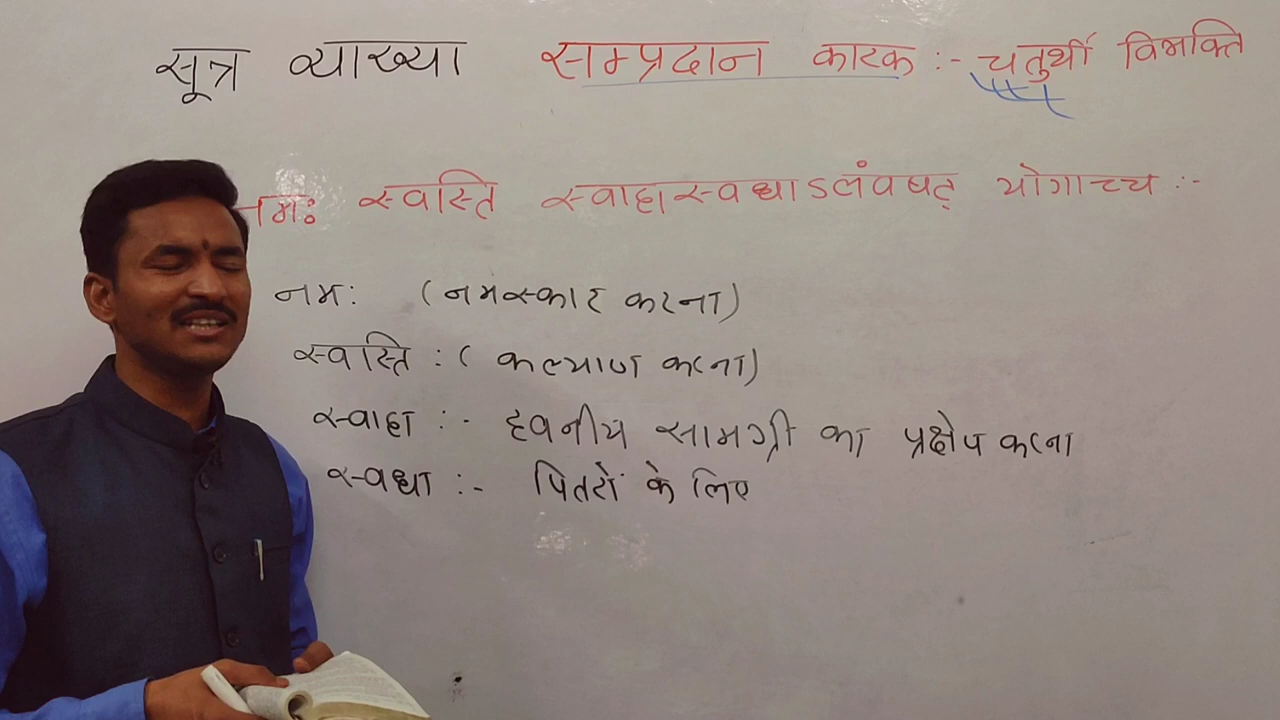 सूत्र व्याख्या सम्प्रदान कारक :- चतुर्थी विभक्ति
नमः स्वस्ति स्वाहास्वधाऽलंवषट् योगाच्च :-
नमः (नमस्कार करना)
स्वस्ति : ( कल्याण करना)
स्वाहा :- हवनीय सामग्री का प्रक्षेप करना
स्वधा :- पितरों के लिए